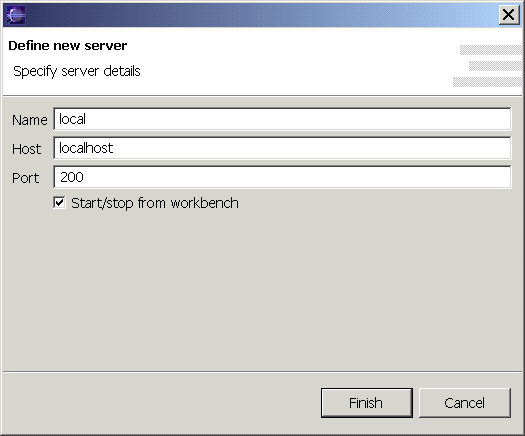 Define new server
Specify server details
Name local
Host localhost
Port 200
Start/stop from workbench
Finish Cancel